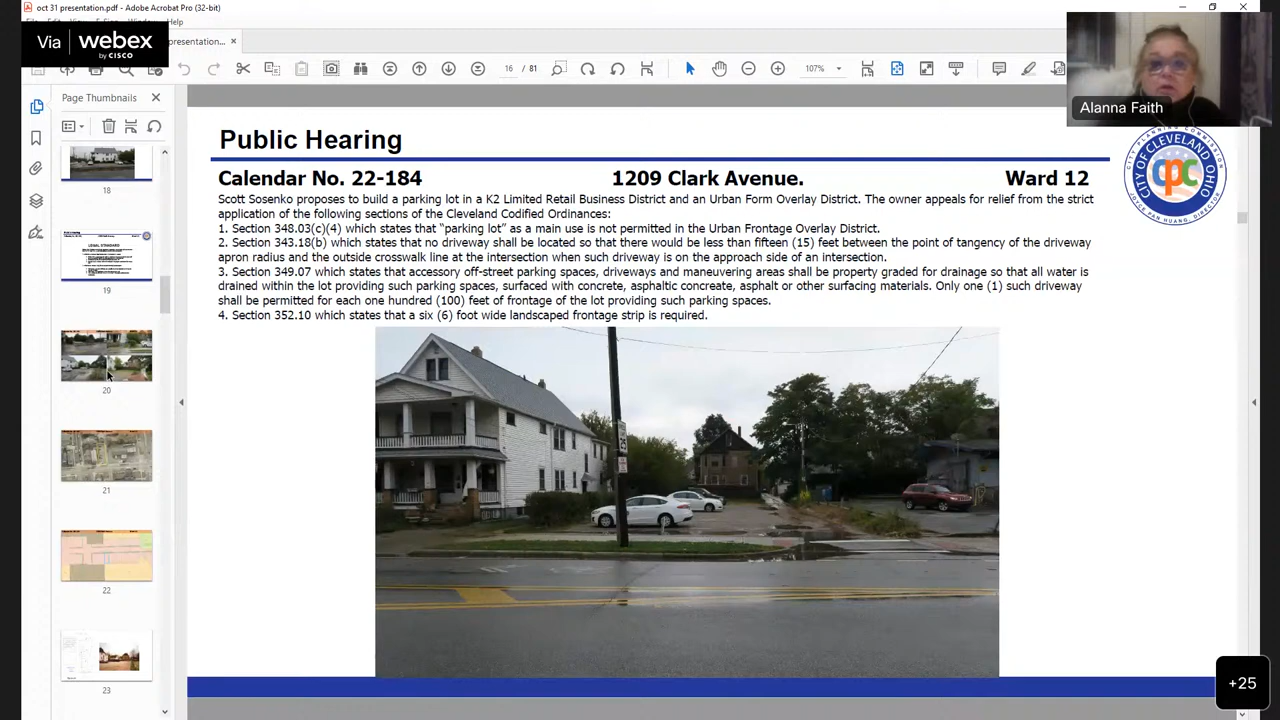 oct 31 presentation.pdf - Adobe Acrobat Pro (32-bit)
Help
Via webex
by CISCO
presentation...
16 / 81
107%
Page Thumbnails
18
19
20
21
22
23
Alanna Faith
Public Hearing
CITY PLANNING COMMISSION
CITY OF CLEVELAND OHIO
cpc
JOYCE PAN HUANG, DIRECTOR
Calendar No. 22-184 1209 Clark Avenue. Ward 12
Scott Sosenko proposes to build a parking lot in a K2 Limited Retail Business District and an Urban Form Overlay District. The owner appeals for relief from the strict
application of the following sections of the Cleveland Codified Ordinances:
1. Section 348.03(c)(4) which states that the "parking lot" as a main use is not permitted in the Urban Frontage Overlay District.
2. Section 343.18(b) which states that no driveway shall be permitted so that there would be less than fifteen (15) feet between the point of tangency of the driveway
apron radius and the outside crosswalk line at the intersection when such driveway is on the approach side of an intersection.
3. Section 349.07 which states that accessory off-street parking spaces, driveways and maneuvering areas shall be properly graded for drainage so that all water is
drained within the lot providing such parking spaces, surfaced with concrete, asphaltic concreate, asphalt or other surfacing materials. Only one (1) such driveway
shall be permitted for each one hundred (100) feet of frontage of the lot providing such parking spaces.
4. Section 352.10 which states that a six (6) foot wide landscaped frontage strip is required.
+25